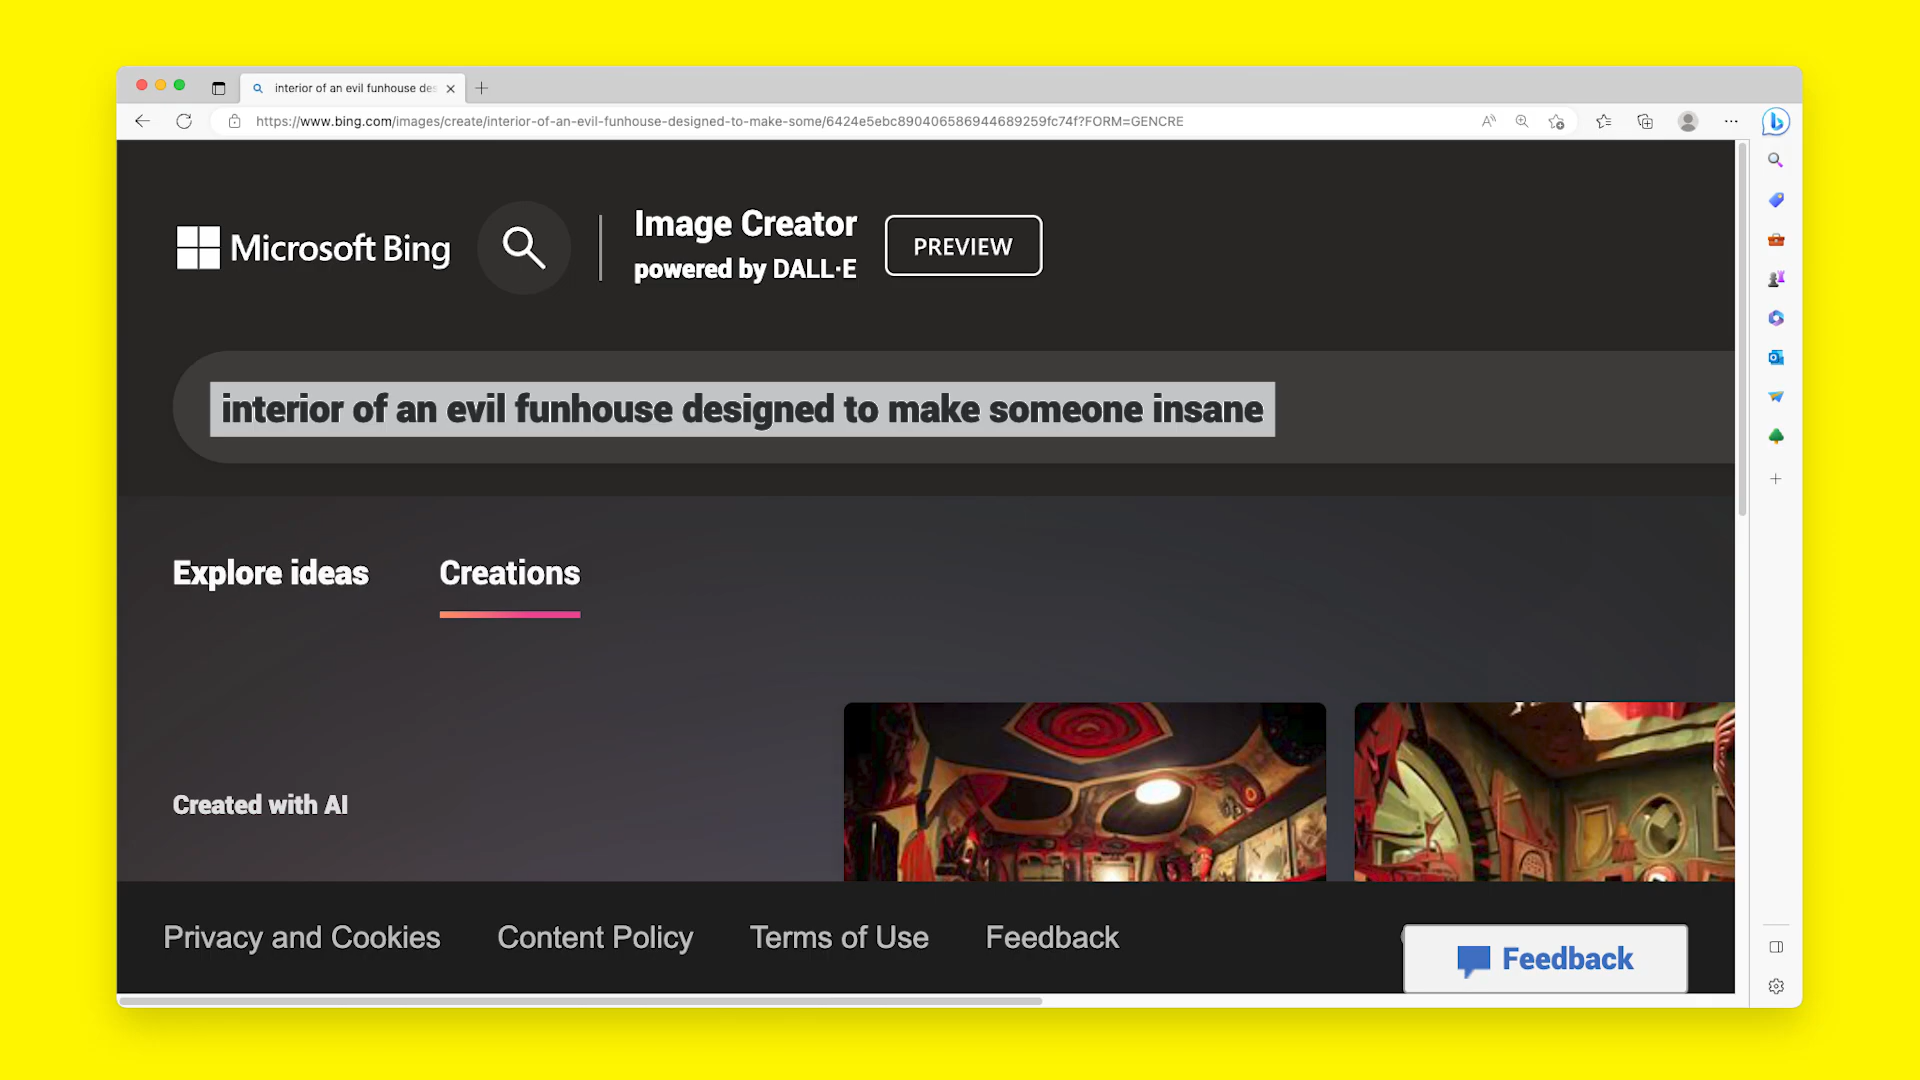 interior of an evil funhouse des
https://www.bing.com/images/create/interior-of-an-evil-funhouse-designed-to-make-some/6424e5ebc890406586944689259fc74f?FORM=GENCRE
Microsoft Bing
Image Creator
powered by DALL·E
PREVIEW
interior of an evil funhouse designed to make someone insane
Explore ideas
Creations
Created with AI
Privacy and Cookies
Content Policy
Terms of Use
Feedback
Feedback